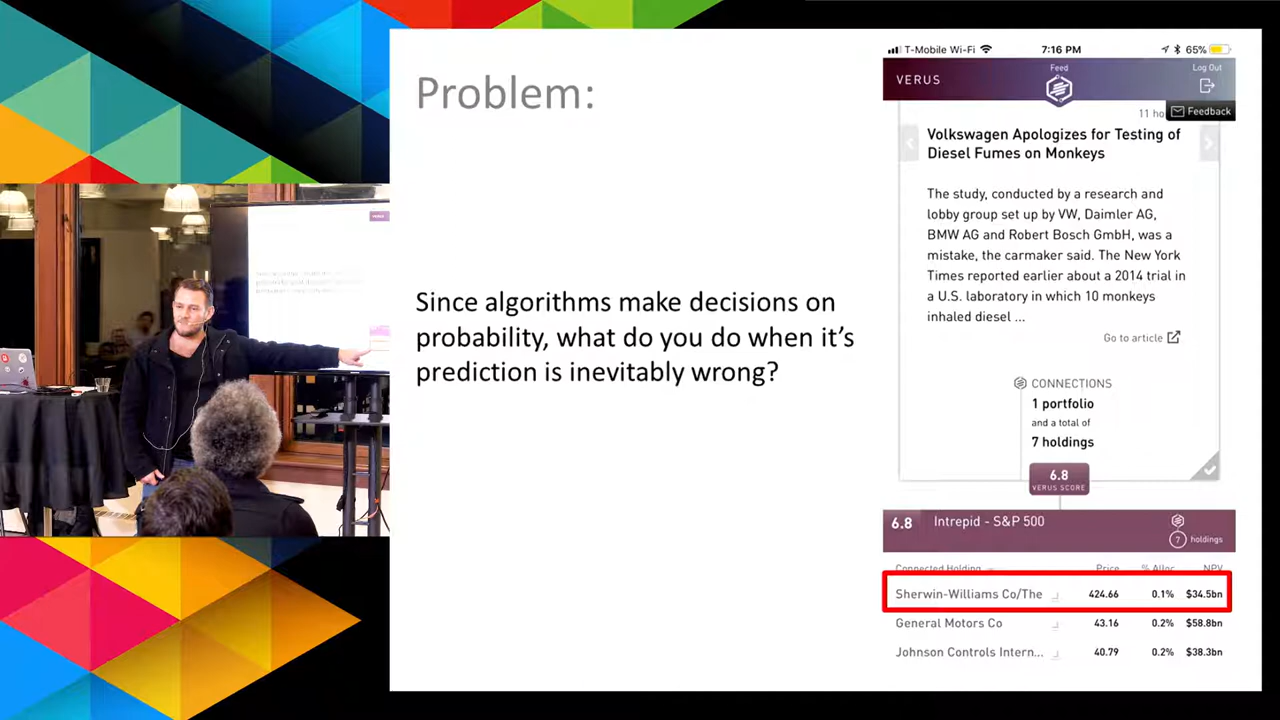 Problem:
Since algorithms make decisions on
probability, what do you do when it’s
prediction is inevitably wrong?
T-Mobile Wi-Fi 7:16 PM 65%
VERUS
Feed
Log Out
11 ho
Feedback
Volkswagen Apologizes for Testing of
Diesel Fumes on Monkeys
The study, conducted by a research and
lobby group set up by VW, Daimler AG,
BMW AG and Robert Bosch GmbH, was a
mistake, the carmaker said. The New York
Times reported earlier about a 2014 trial in
a U.S. laboratory in which 10 monkeys
inhaled diesel ...
Go to article
CONNECTIONS
1 portfolio
and a total of
7 holdings
6.8
VERUS SCORE
6.8 Intrepid - S&P 500
7 holdings
Connected Holding Price % Alloc NPV
Sherwin-Williams Co/The 424.66 0.1% $34.5bn
General Motors Co 43.16 0.2% $58.8bn
Johnson Controls Intern... 40.79 0.2% $38.3bn